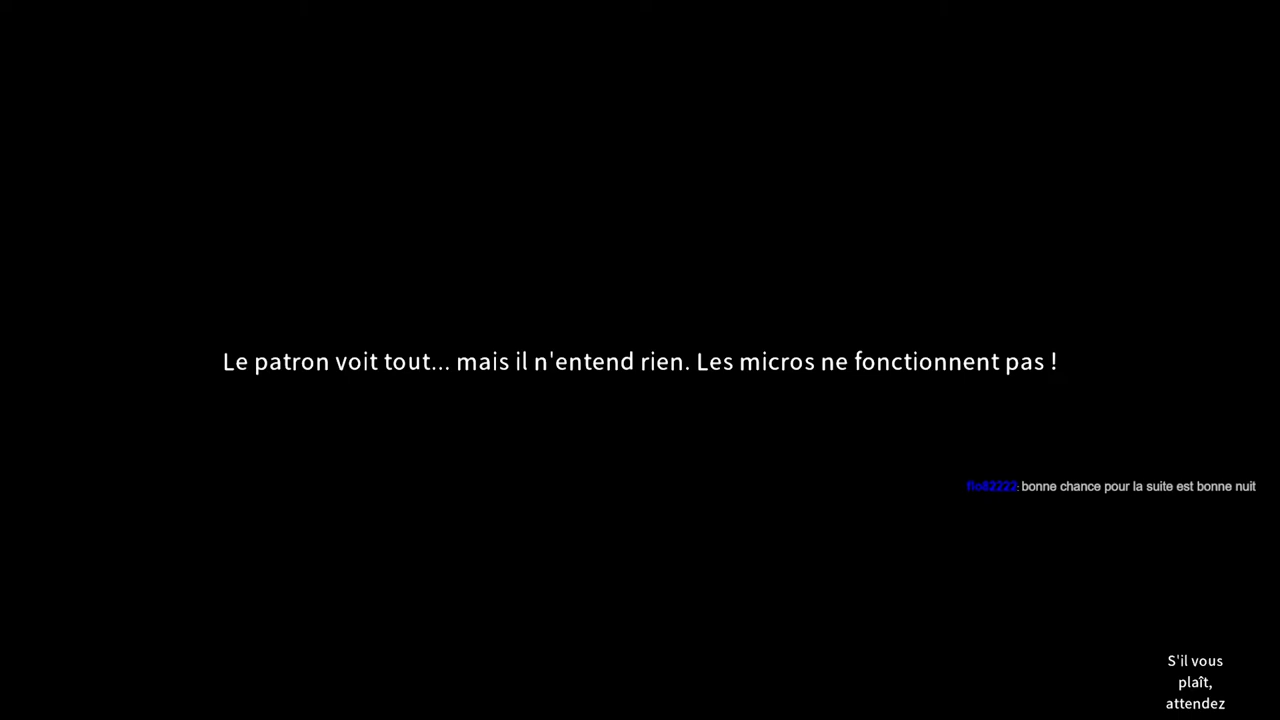 Le patron voit tout... mais il n'entend rien. Les micros ne fonctionnent pas !
flo82222: bonne chance pour la suite est bonne nuit
S'il vous
plaît,
attendez